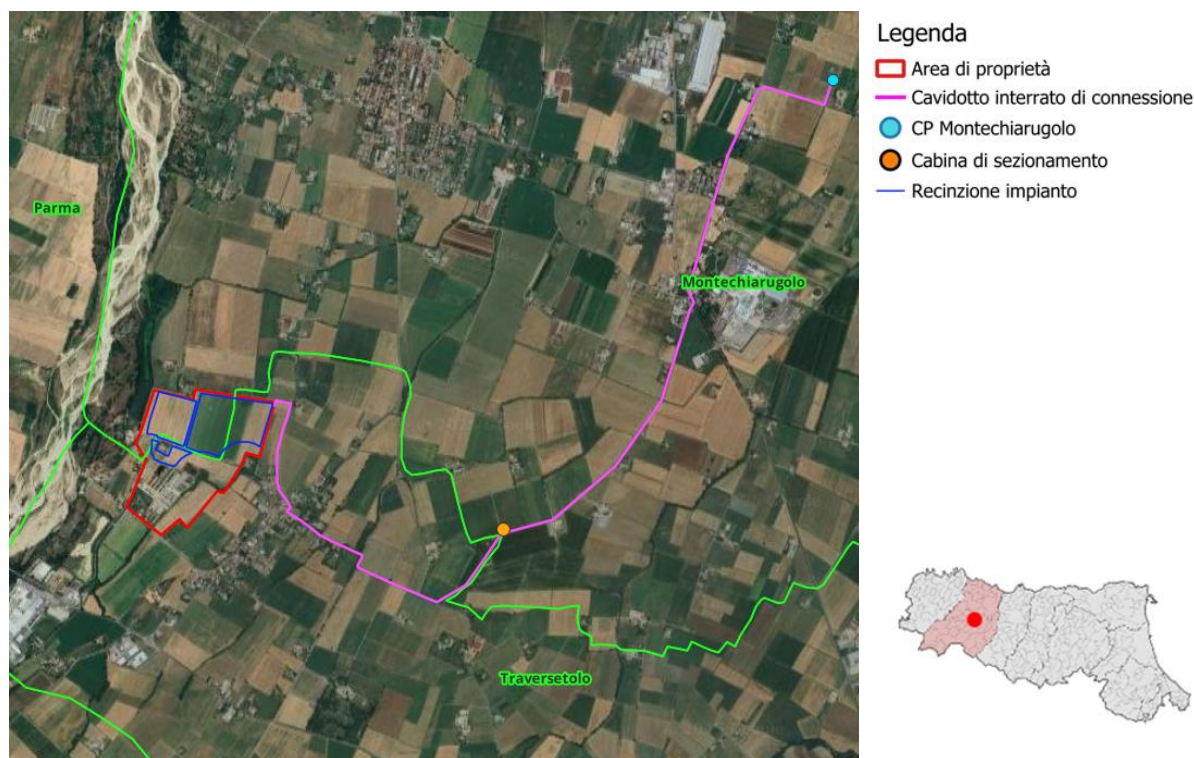 Legenda
Area di proprietà
Cavidotto interrato di connessione
CP Montechiarugolo
Cabina di sezionamento
Recinzione impianto
Parma
Montechiarugolo
Traversetolo